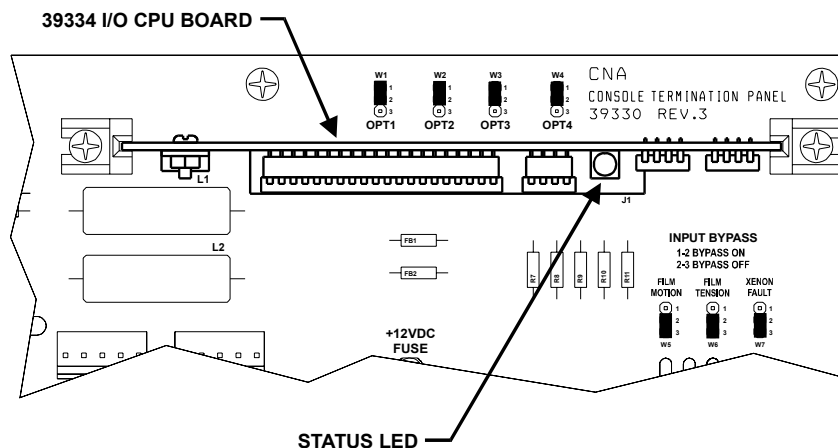 39334 I/O CPU BOARD
W1 W2 W3 W4
1 1 1 1
2 2 2 2
3 3 3 3
OPT1 OPT2 OPT3 OPT4
CNA
CONSOLE TERMINATION PANEL
39330 REV.3
L1
J1
L2
FB1
FB2
R7 R8 R9 R10 R11
INPUT BYPASS
1-2 BYPASS ON
2-3 BYPASS OFF
FILM MOTION
FILM TENSION
XENON FAULT
1 1 1
2 2 2
3 3 3
W5 W6 W7
+12VDC
FUSE
STATUS LED